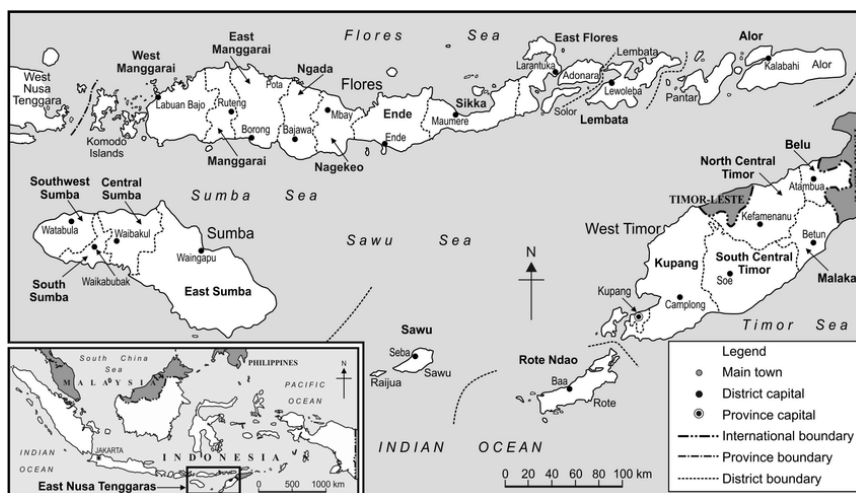 Flores Sea
West
Nusa
Tenggara
West
Manggarai
East
Manggarai
Ngada
Flores
East Flores
Lembata
Alor
Larantuka
Adonara
Kalabahi
Alor
Pota
Labuan Bajo
Ruteng
Mbay
Ende
Sikka
Lewoleba
Pantar
Solor
Komodo
Islands
Borong
Bajawa
Ende
Maumere
Lembata
Manggarai
Nagekeo
Belu
North Central
Timor
Southwest
Sumba
Central
Sumba
Sumba Sea
Atambua
TIMOR-LESTE
Watabula
Waibakul
Sumba
Sawu Sea
West Timor
Kefamenanu
Betun
Waingapu
South
Sumba
Waikabubak
East Sumba
N
Kupang
South Central
Timor
Soe
Malaka
Kupang
Camplong
Timor Sea
Sawu
Seba
Sawu
Raijua
Rote Ndao
Baa
Rote
INDIAN OCEAN
0 20 40 60 80 100 km
Legend
Main town
District capital
Province capital
International boundary
Province boundary
District boundary
South China
Sea
PHILIPPINES
N
MALAYSIA
PACIFIC
OCEAN
JAKARTA
INDONESIA
INDIAN
OCEAN
East Nusa Tenggaras
0 500 1000 km